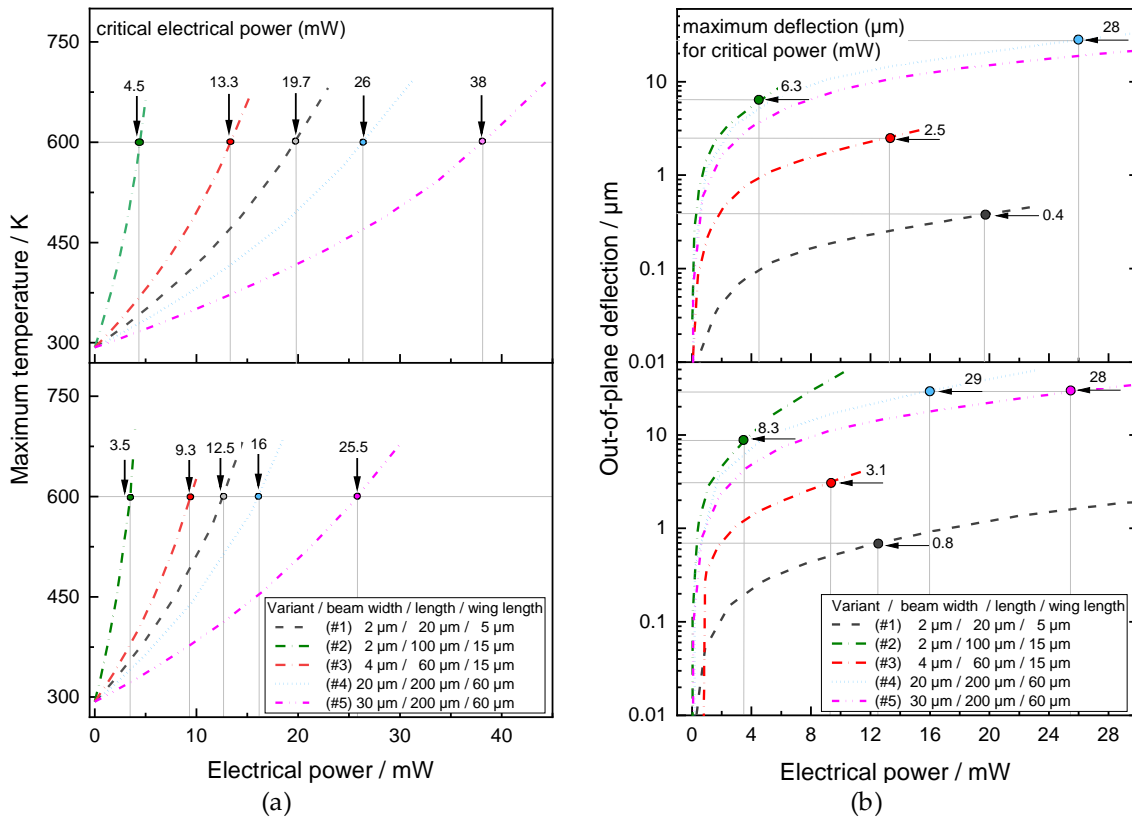 critical electrical power (mW)
750
600
450
300
4.5
13.3
19.7
26
38
Maximum temperature / K
750
600
450
300
3.5
9.3
12.5
16
25.5
Variant / beam width / length / wing length
(#1) 2 µm / 20 µm / 5 µm
(#2) 2 µm / 100 µm / 15 µm
(#3) 4 µm / 60 µm / 15 µm
(#4) 20 µm / 200 µm / 60 µm
(#5) 30 µm / 200 µm / 60 µm
0 10 20 30 40
Electrical power / mW
(a)
maximum deflection (µm)
for critical power (mW)
10
1
0.1
0.01
28
6.3
2.5
0.4
Out-of-plane deflection / µm
10
1
0.1
0.01
29
28
8.3
3.1
0.8
Variant / beam width / length / wing length
(#1) 2 µm / 20 µm / 5 µm
(#2) 2 µm / 100 µm / 15 µm
(#3) 4 µm / 60 µm / 15 µm
(#4) 20 µm / 200 µm / 60 µm
(#5) 30 µm / 200 µm / 60 µm
0 4 8 12 16 20 24 28
Electrical power / mW
(b)